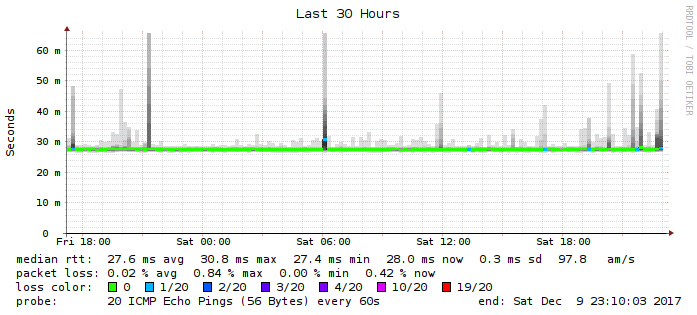 Last 30 Hours
RRDTOOL / TOBI OETIKER
Seconds
60 m
50 m
40 m
30 m
20 m
10 m
0
Fri 18:00 Sat 00:00 Sat 06:00 Sat 12:00 Sat 18:00
median rtt: 27.6 ms avg 30.8 ms max 27.4 ms min 28.0 ms now 0.3 ms sd 97.8 am/s
packet loss: 0.02 % avg 0.84 % max 0.00 % min 0.42 % now
loss color: 0 1/20 2/20 3/20 4/20 10/20 19/20
probe: 20 ICMP Echo Pings (56 Bytes) every 60s end: Sat Dec 9 23:10:03 2017